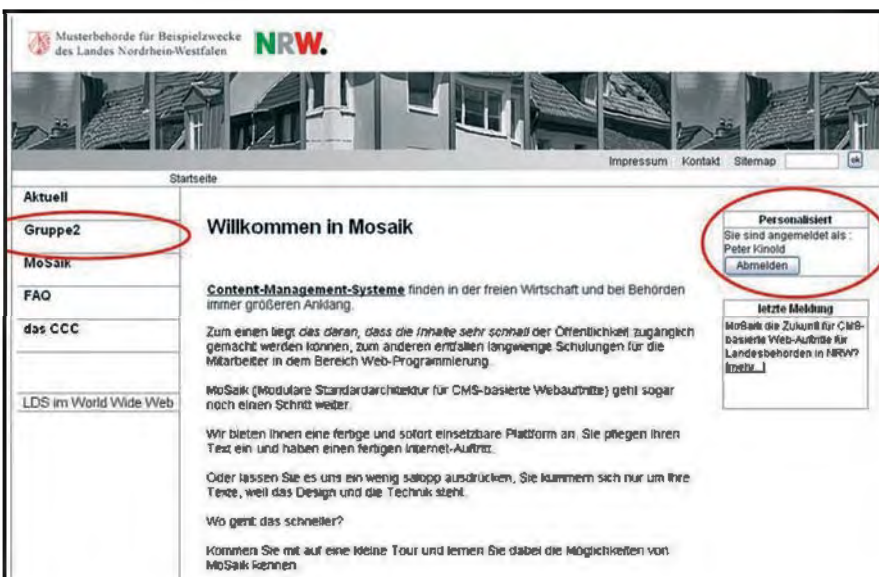 Musterbehörde für Beispielzwecke
des Landes Nordrhein-Westfalen
NRW.
Impressum Kontakt Sitemap ok
Startseite
Aktuell
Gruppe2
MoSaik
FAQ
das CCC
LDS im World Wide Web
Willkommen in Mosaik
Content-Management-Systeme finden in der freien Wirtschaft und bei Behörden
immer größeren Anklang.
Zum einen liegt das daran, dass die Inhalte sehr schnell der Öffentlichkeit zugänglich
gemacht werden können, zum anderen entfallen langwierige Schulungen für die
Mitarbeiter in dem Bereich Web-Programmierung.
MoSaik (Modulare Standardarchitektur für CMS-basierte Webauftritte) geht sogar
noch einen Schritt weiter.
Wir bieten Ihnen eine fertige und sofort einsetzbare Plattform an. Sie pflegen Ihren
Text ein und haben einen fertigen Internet-Auftritt.
Oder lassen Sie es uns ein wenig salopp ausdrücken, Sie kümmern sich nur um Ihre
Texte, weil das Design und die Technik steht.
Wo geht das schneller?
Kommen Sie mit auf eine kleine Tour und lernen Sie dabei die Möglichkeiten von
MoSaik kennen
Personalisiert
Sie sind angemeldet als :
Peter Kinold
Abmelden
letzte Meldung
MoSaik die Zukunft für CMS-
basierte Web-Auftritte für
Landesbehörden in NRW?
[mehr...]